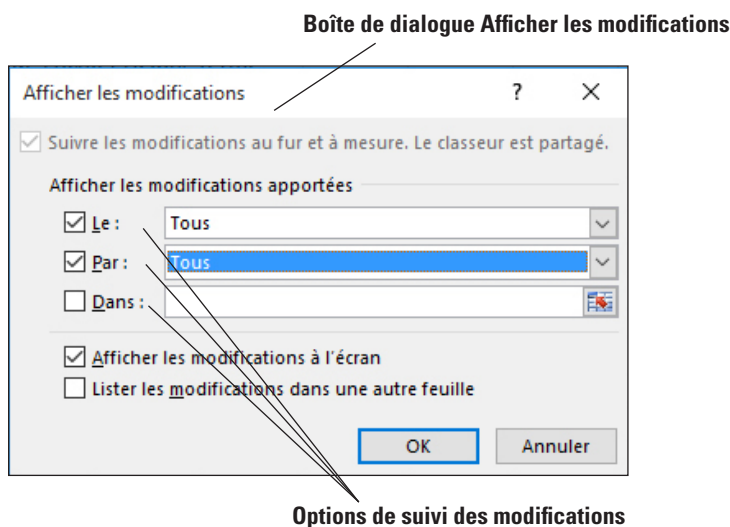 Boîte de dialogue Afficher les modifications
Afficher les modifications ?
Suivre les modifications au fur et à mesure. Le classeur est partagé.
Afficher les modifications apportées
Le : Tous
Par : Tous
Dans :
Afficher les modifications à l'écran
Lister les modifications dans une autre feuille
OK Annuler
Options de suivi des modifications